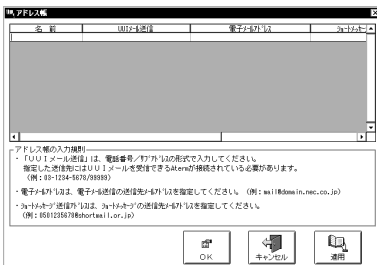 アドレス帳
名 前 UUIﾒｰﾙ送信 電子ﾒｰﾙｱﾄﾞﾚｽ ｼｮｰﾄﾒｯｾｰ
アドレス帳の入力規則
・「UUIメール送信」は、電話番号／ｻﾌﾞｱﾄﾞﾚｽの形式で入力してください。
指定した送信先にはUUIメールを受信できるAtermが接続されている必要があります。
(例：03-1234-5678/99999)
・電子ﾒｰﾙｱﾄﾞﾚｽは、電子ﾒｰﾙ送信の送信先ﾒｰﾙｱﾄﾞﾚｽを指定してください。 (例：mail@domain.nec.co.jp)
・ｼｮｰﾄﾒｯｾｰｼﾞ送信ｱﾄﾞﾚｽは、ｼｮｰﾄﾒｯｾｰｼﾞの送信先ﾒｰﾙｱﾄﾞﾚｽを指定してください。
(例：0501235678@shortmail.or.jp)
OK キャンセル 適用